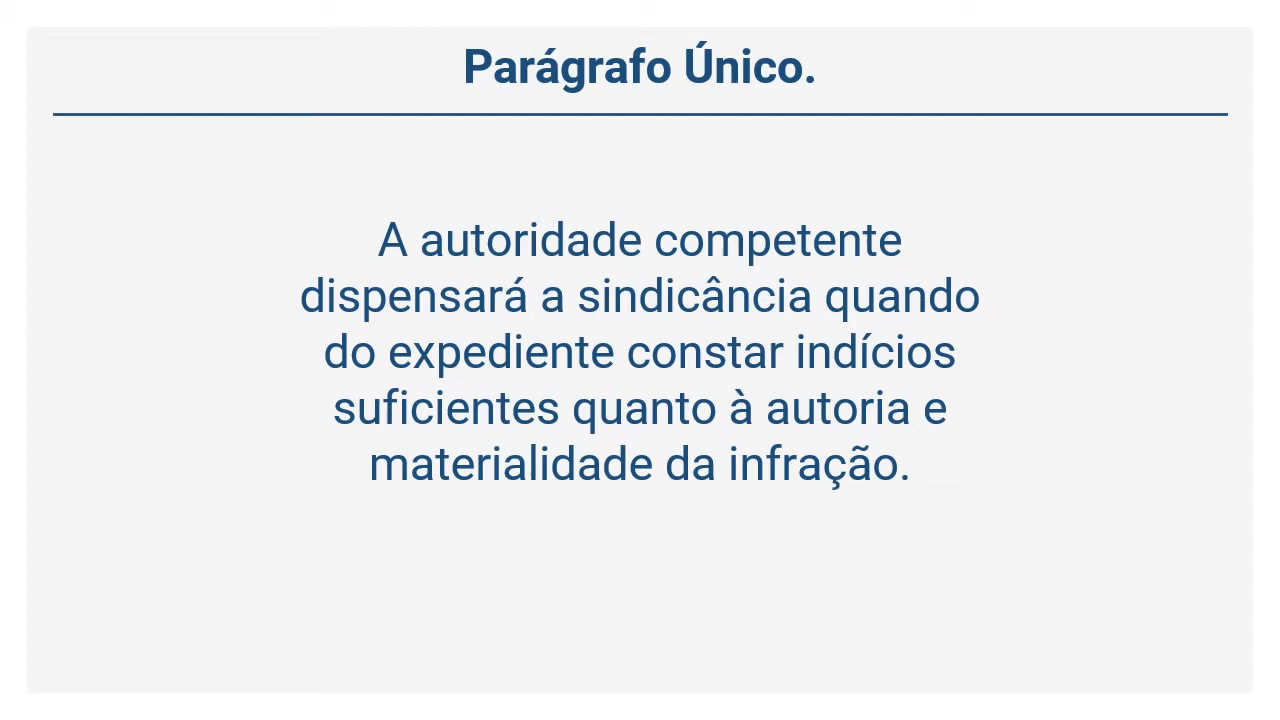 Parágrafo Único.
A autoridade competente
dispensará a sindicância quando
do expediente constar indícios
suficientes quanto à autoria e
materialidade da infração.